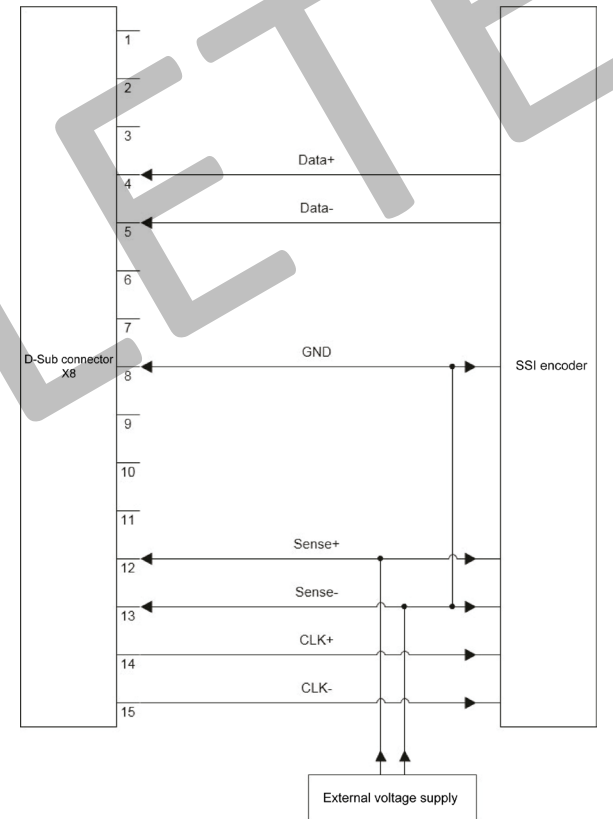 1
2
3
Data+
4
Data-
5
6
7
GND
D-Sub connector
X8
8
SSI encoder
9
10
11
Sense+
12
Sense-
13
CLK+
14
CLK-
15
External voltage supply
LETE